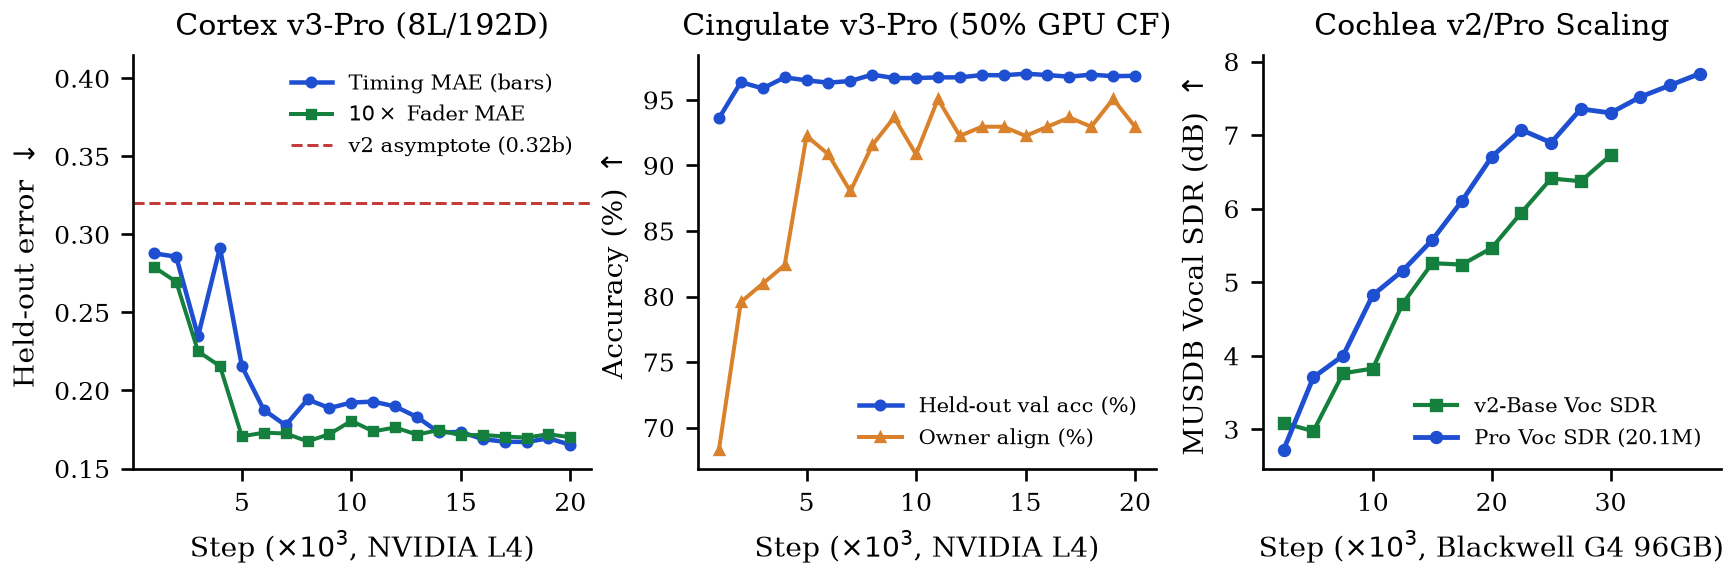 Cortex v3-Pro (8L/192D)
Held-out error ↓
0.40
0.35
0.30
0.25
0.20
0.15
Timing MAE (bars)
10× Fader MAE
v2 asymptote (0.32b)
5
10
15
20
Step (×10³, NVIDIA L4)
Cingulate v3-Pro (50% GPU CF)
Accuracy (%) ↑
95
90
85
80
75
70
Held-out val acc (%)
Owner align (%)
5
10
15
20
Step (×10³, NVIDIA L4)
Cochlea v2/Pro Scaling
MUSDB Vocal SDR (dB) ↑
8
7
6
5
4
3
v2-Base Voc SDR
Pro Voc SDR (20.1M)
10
20
30
Step (×10³, Blackwell G4 96GB)